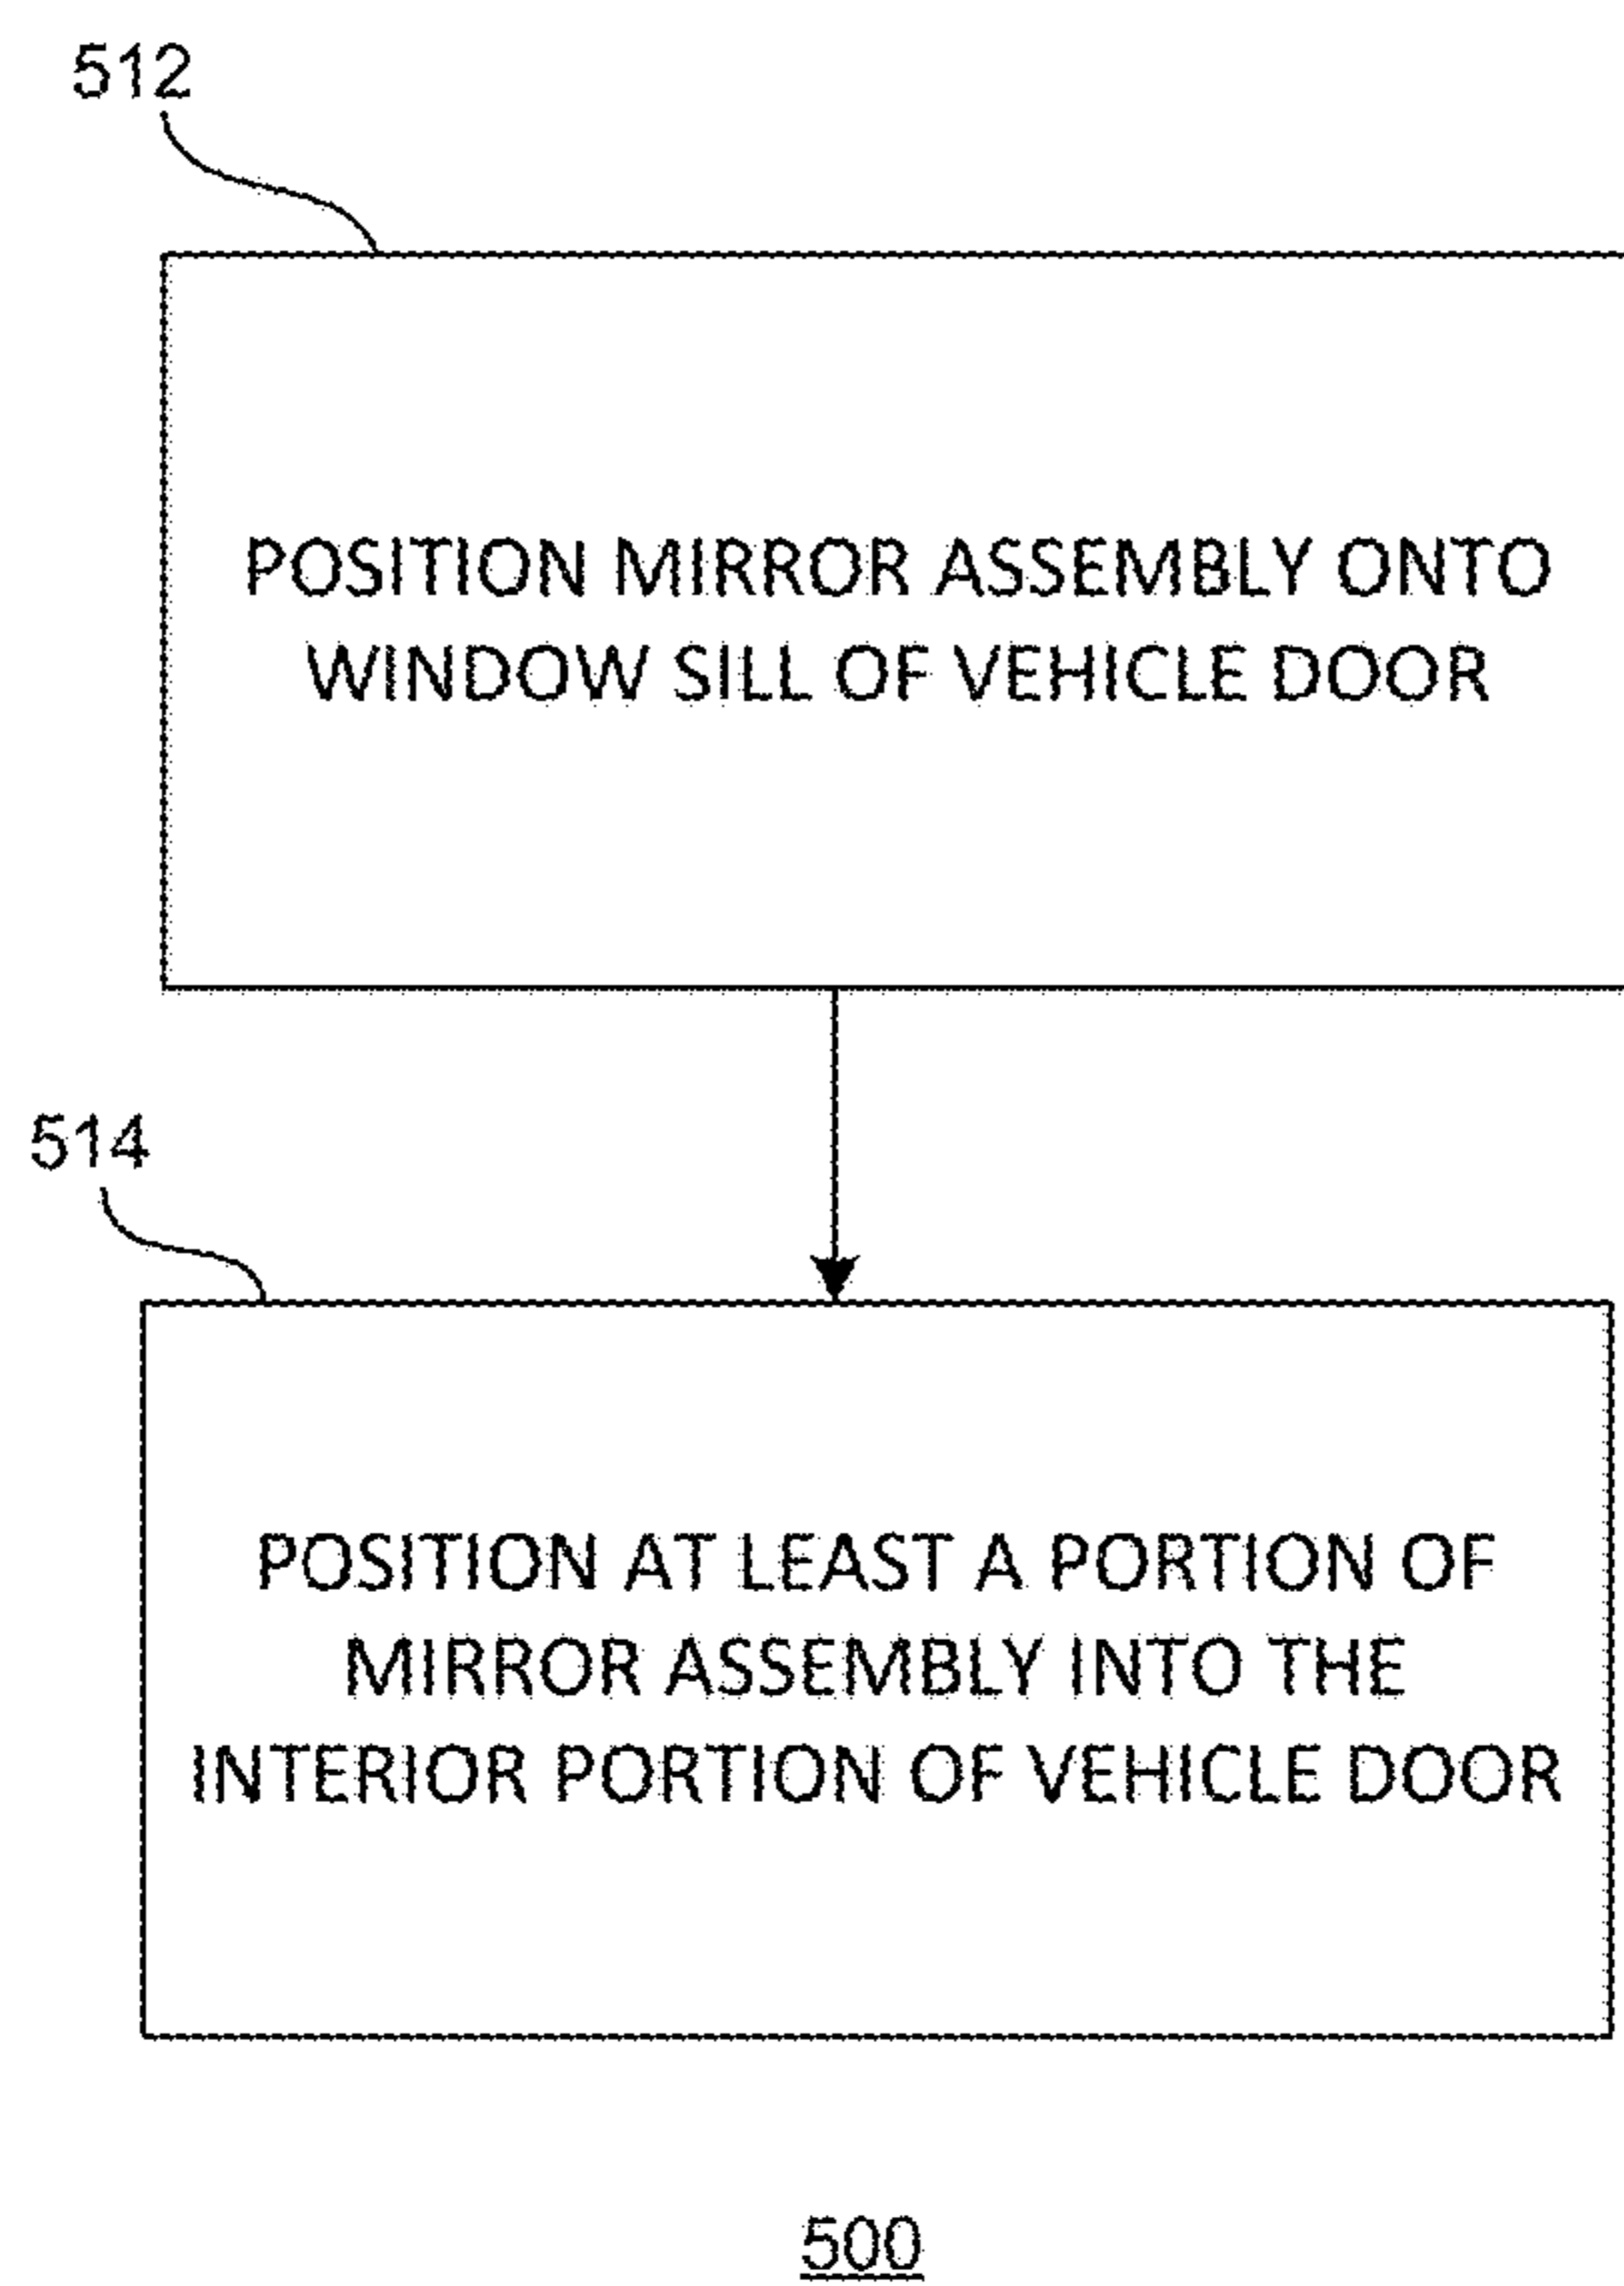 512
POSITION MIRROR ASSEMBLY ONTO
WINDOW SILL OF VEHICLE DOOR
514
POSITION AT LEAST A PORTION OF
MIRROR ASSEMBLY INTO THE
INTERIOR PORTION OF VEHICLE DOOR
500